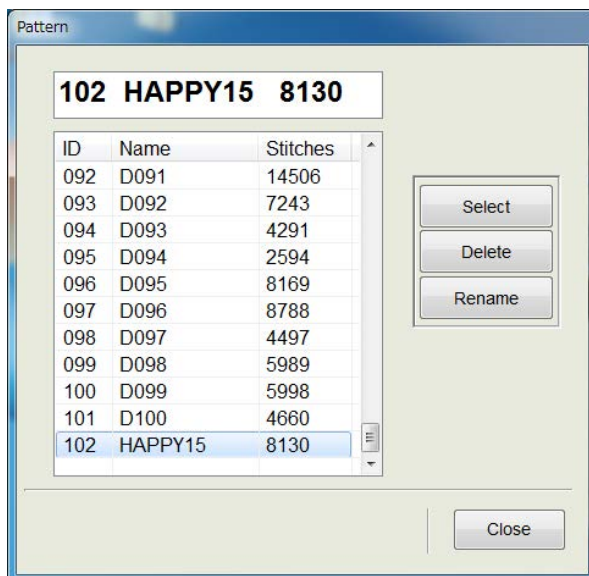 Pattern
102 HAPPY15 8130
ID Name Stitches
092 D091 14506
093 D092 7243
094 D093 4291
095 D094 2594
096 D095 8169
097 D096 8788
098 D097 4497
099 D098 5989
100 D099 5998
101 D100 4660
102 HAPPY15 8130
Select
Delete
Rename
Close